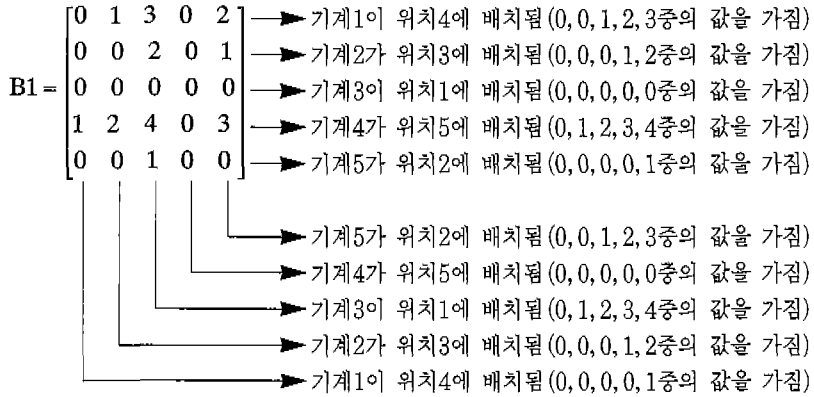 0 1 3 0 2 기계1이 위치4에 배치됨(0, 0, 1, 2, 3중의 값을 가짐)
0 0 2 0 1 기계2가 위치3에 배치됨(0, 0, 0, 1, 2중의 값을 가짐)
B1 = 0 0 0 0 0 기계3이 위치1에 배치됨(0, 0, 0, 0, 0중의 값을 가짐)
1 2 4 0 3 기계4가 위치5에 배치됨(0, 1, 2, 3, 4중의 값을 가짐)
0 0 1 0 0 기계5가 위치2에 배치됨(0, 0, 0, 0, 1중의 값을 가짐)
기계5가 위치2에 배치됨(0, 0, 1, 2, 3중의 값을 가짐)
기계4가 위치5에 배치됨(0, 0, 0, 0, 0중의 값을 가짐)
기계3이 위치1에 배치됨(0, 1, 2, 3, 4중의 값을 가짐)
기계2가 위치3에 배치됨(0, 0, 0, 1, 2중의 값을 가짐)
기계1이 위치4에 배치됨(0, 0, 0, 0, 1중의 값을 가짐)